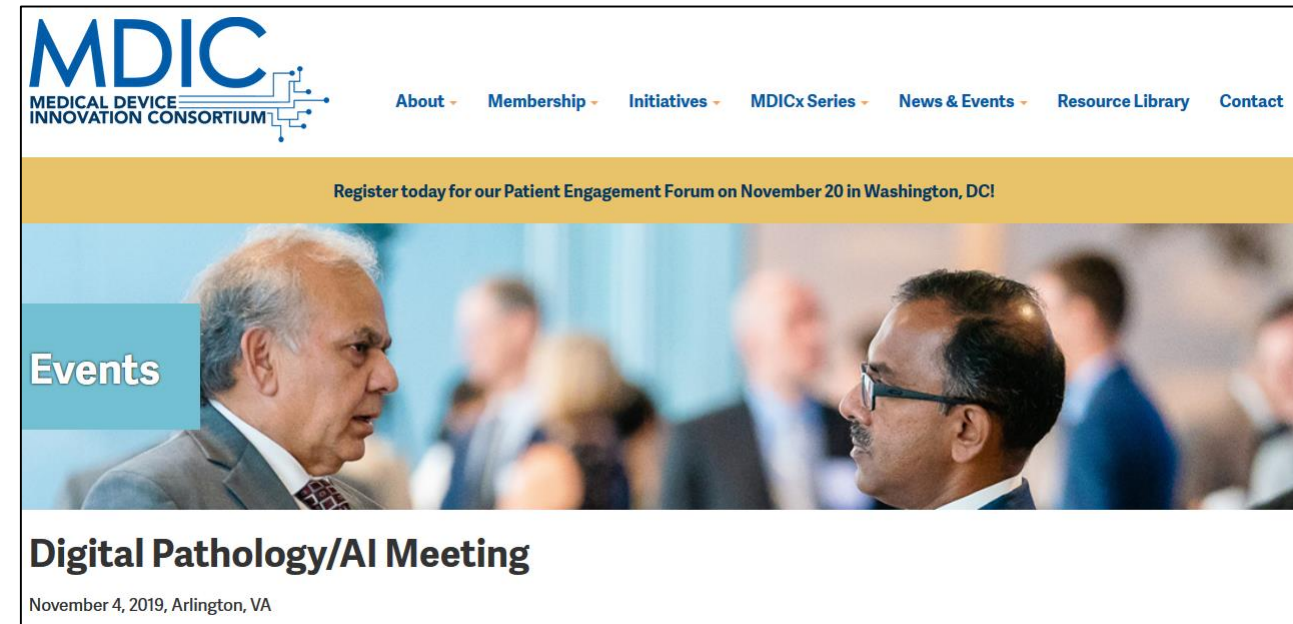 MDIC
MEDICAL DEVICE
INNOVATION CONSORTIUM
About Membership Initiatives MDICx Series News & Events Resource Library Contact
Register today for our Patient Engagement Forum on November 20 in Washington, DC!
Events
Digital Pathology/AI Meeting
November 4, 2019, Arlington, VA